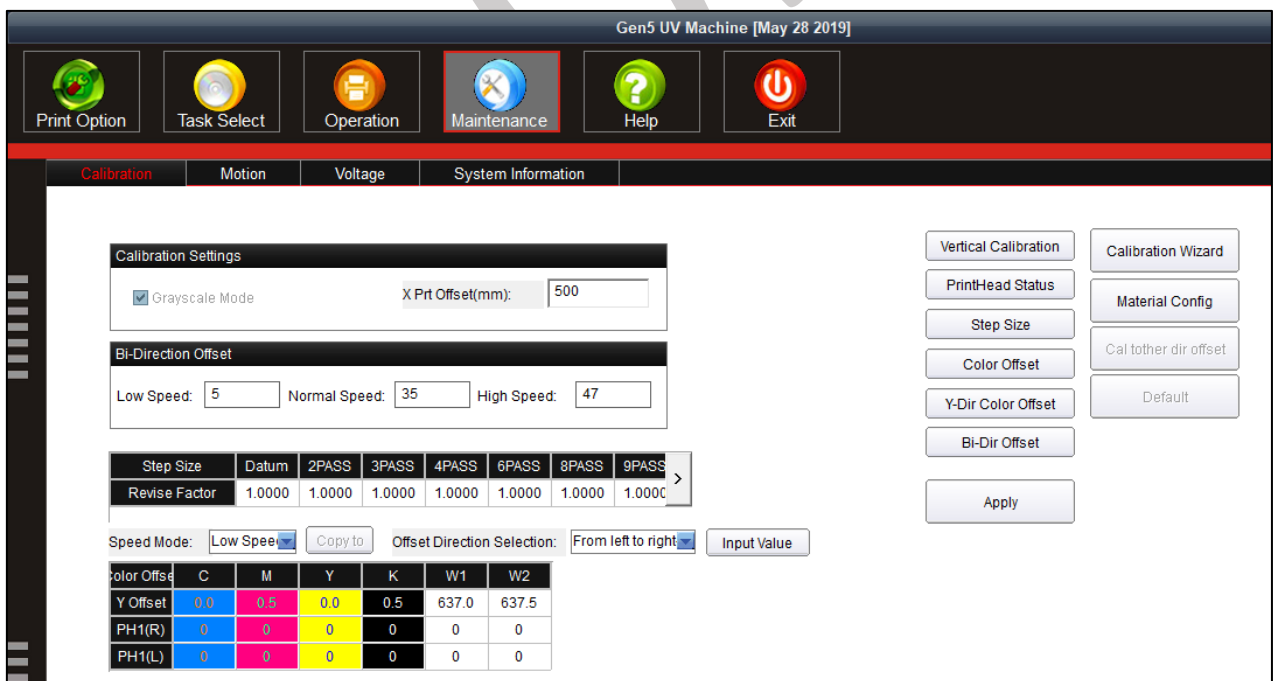 Gen5 UV Machine [May 28 2019]
Print Option Task Select Operation Maintenance Help Exit
Calibration Motion Voltage System Information
Calibration Settings
Grayscale Mode X Prt Offset(mm): 500
Bi-Direction Offset
Low Speed: 5 Normal Speed: 35 High Speed: 47
Step Size Datum 2PASS 3PASS 4PASS 6PASS 8PASS 9PASS >
Revise Factor 1.0000 1.0000 1.0000 1.0000 1.0000 1.0000 1.0000
Speed Mode: Low Speed Copy to Offset Direction Selection: From left to right Input Value
Color Offse C M Y K W1 W2
Y Offset 0.0 0.5 0.0 0.5 637.0 637.5
PH1(R) 0 0 0 0 0 0
PH1(L) 0 0 0 0 0 0
Vertical Calibration
PrintHead Status
Step Size
Color Offset
Y-Dir Color Offset
Bi-Dir Offset
Apply
Calibration Wizard
Material Config
Cal tother dir offset
Default